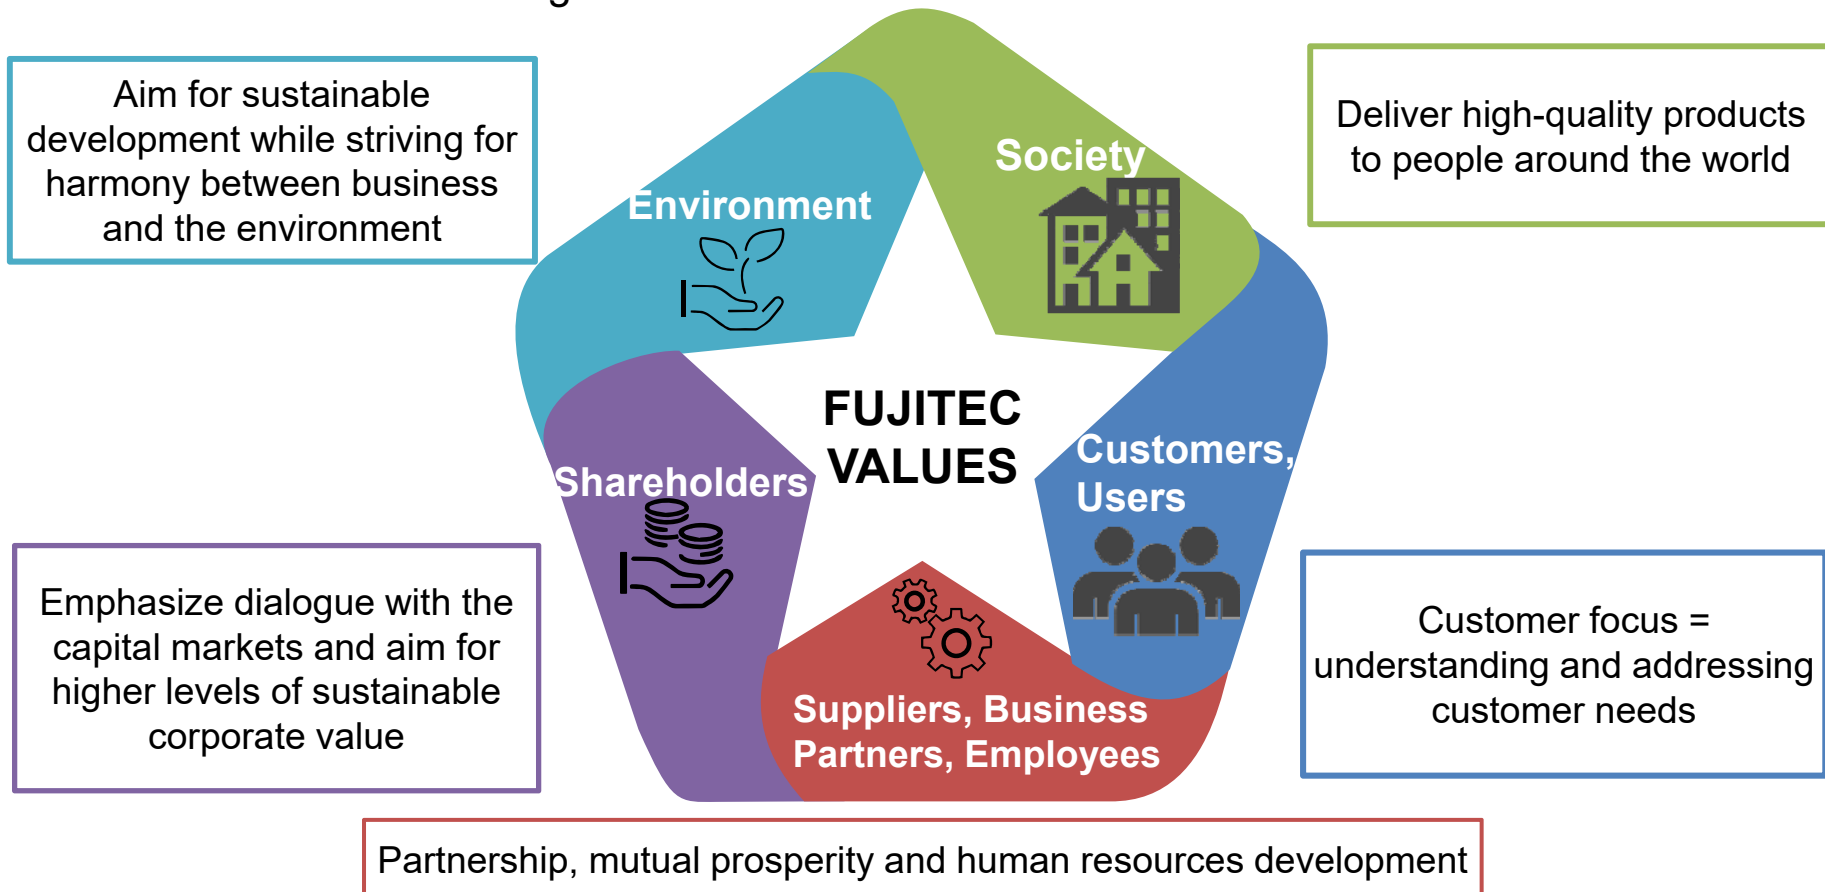 Aim for sustainable
development while striving for
harmony between business
and the environment
Society
Deliver high-quality products
to people around the world
Environment
FUJITEC
VALUES
Shareholders
Customers,
Users
Emphasize dialogue with the
capital markets and aim for
higher levels of sustainable
corporate value
Suppliers, Business
Partners, Employees
Customer focus =
understanding and addressing
customer needs
Partnership, mutual prosperity and human resources development